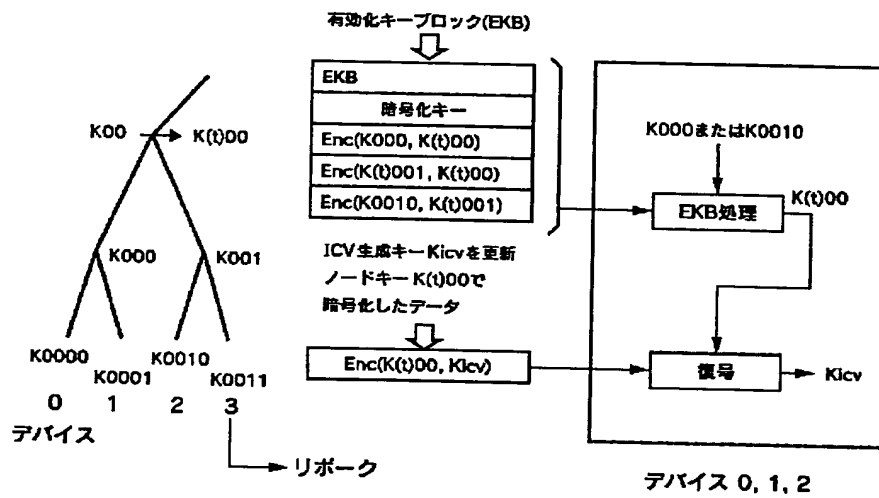 有効化キーブロック(EKB)
EKB
暗号化キー
Enc(K000, K(t)00)
Enc(K(t)001, K(t)00)
Enc(K0010, K(t)001)
K00
K(t)00
K000
K001
K0000
K0001
K0010
K0011
0 1 2 3
デバイス
リボーク
ICV生成キーKicvを更新
ノードキーK(t)00で
暗号化したデータ
Enc(K(t)00, Kicv)
K000またはK0010
EKB処理
K(t)00
復号
Kicv
デバイス 0, 1, 2